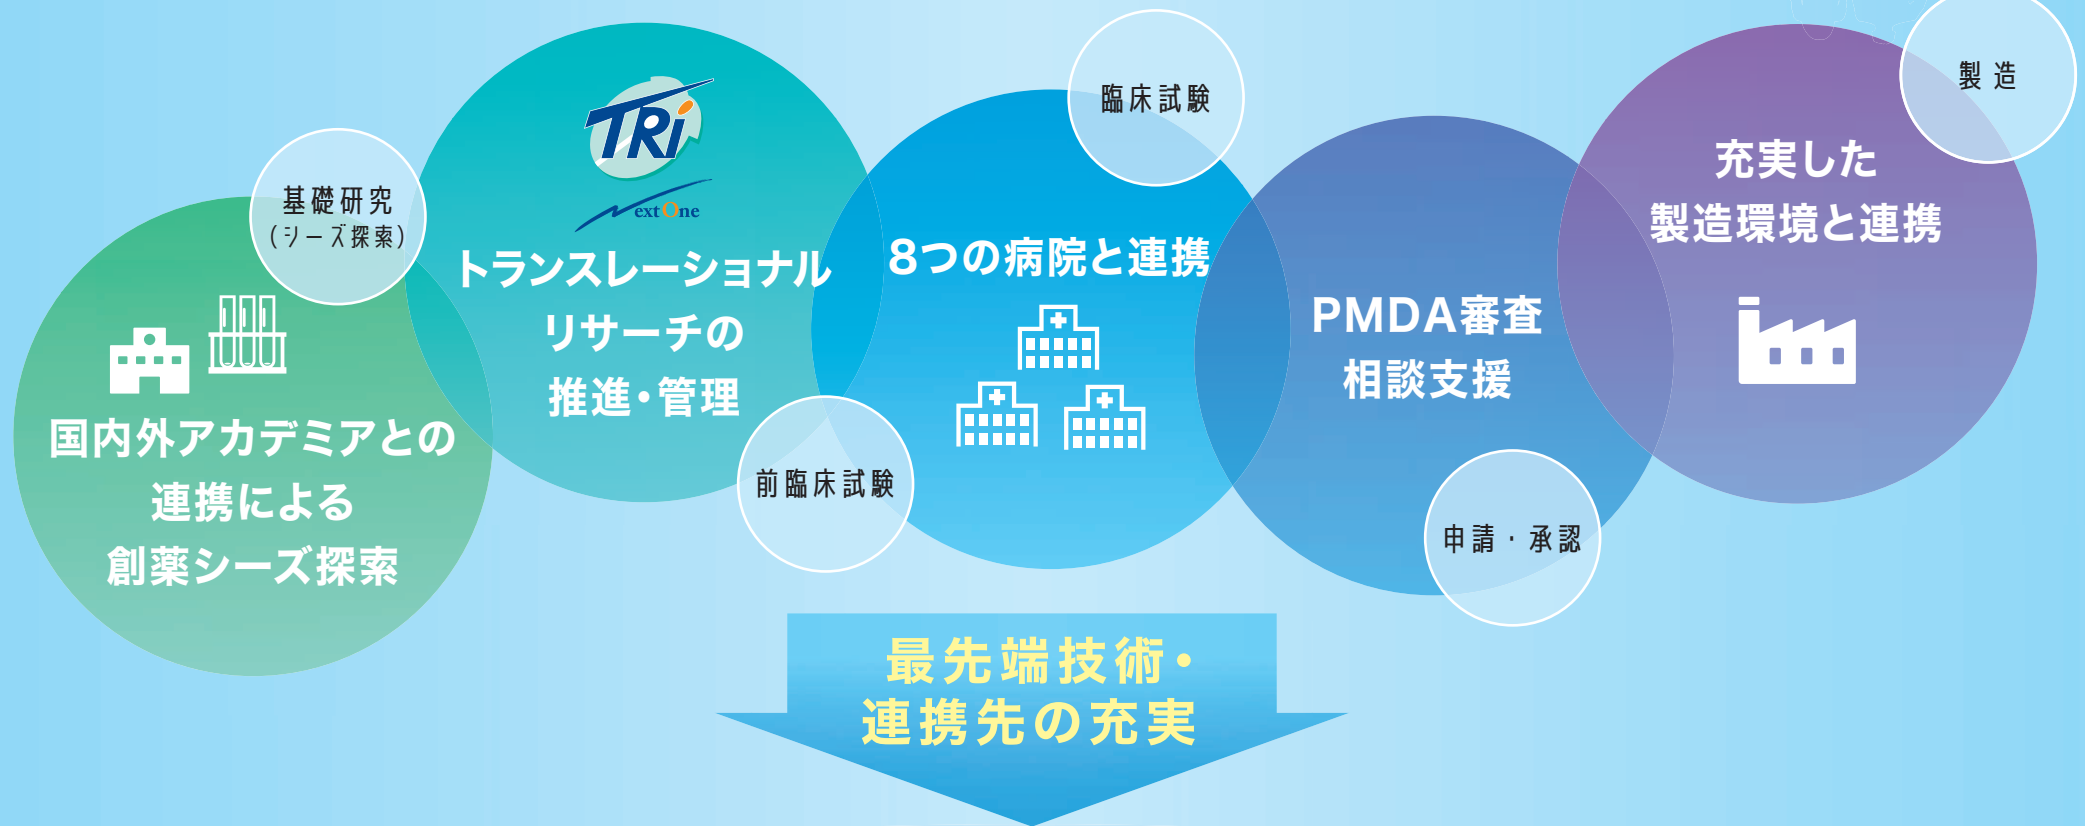 基礎研究
(シーズ探索)
国内外アカデミアとの
連携による
創薬シーズ探索
TRi
NextOne
トランスレーショナル
リサーチの
推進・管理
前臨床試験
臨床試験
8つの病院と連携
PMDA審査
相談支援
申請・承認
製造
充実した
製造環境と連携
最先端技術・
連携先の充実